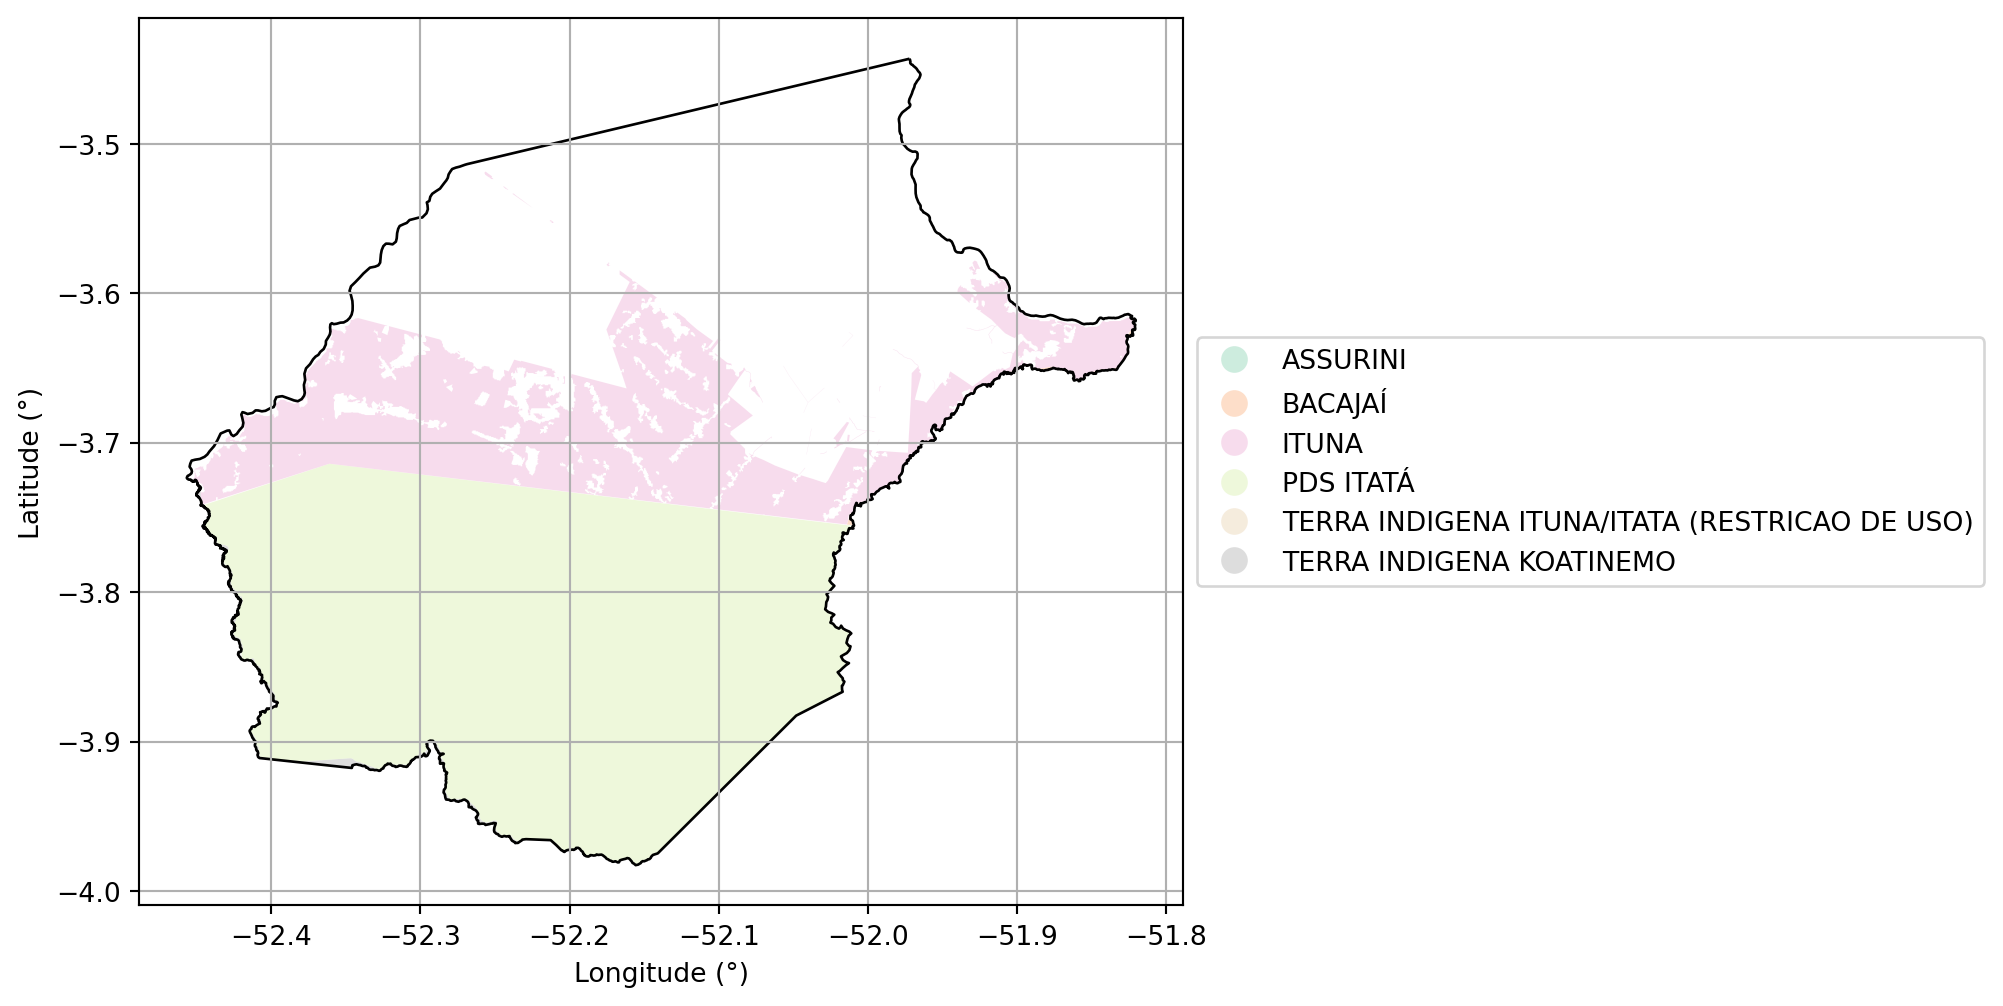 −3.5
−3.6
−3.7
−3.8
−3.9
−4.0
Latitude (°)
−52.4
−52.3
−52.2
−52.1
−52.0
−51.9
−51.8
Longitude (°)
ASSURINI
BACAJAÍ
ITUNA
PDS ITATÁ
TERRA INDIGENA ITUNA/ITATA (RESTRICAO DE USO)
TERRA INDIGENA KOATINEMO